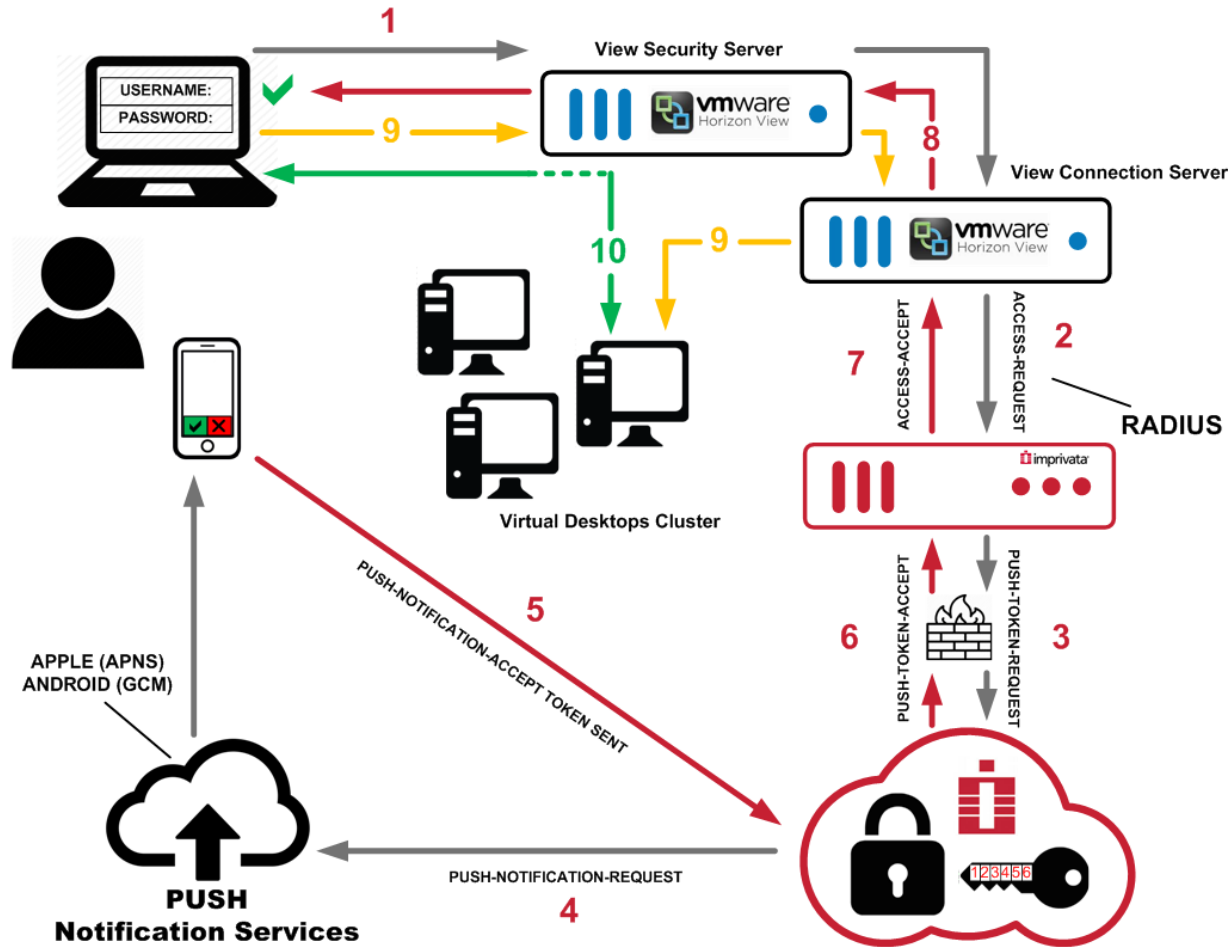 1
View Security Server
USERNAME:
PASSWORD:
vmware
Horizon View
9
8
View Connection Server
vmware
Horizon View
10
9
ACCESS-ACCEPT
ACCESS-REQUEST
7
2
RADIUS
imprivata
Virtual Desktops Cluster
PUSH-NOTIFICATION-ACCEPT TOKEN SENT
5
PUSH-TOKEN-ACCEPT
PUSH-TOKEN-REQUEST
6
3
APPLE (APNS)
ANDROID (GCM)
123456
PUSH-NOTIFICATION-REQUEST
4
PUSH
Notification Services